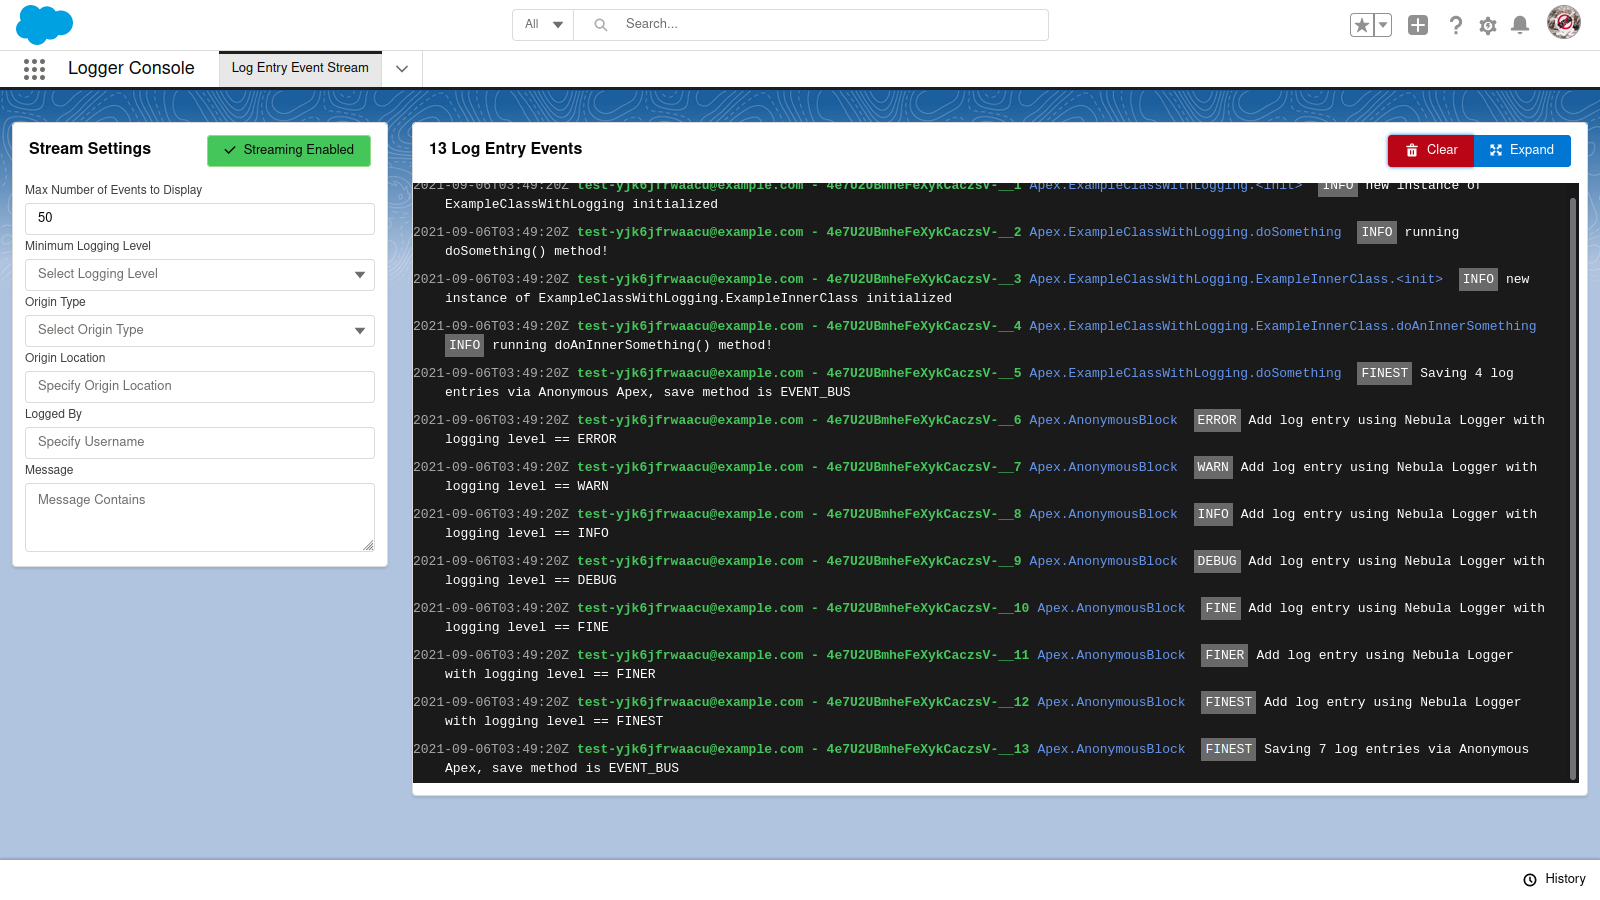 All
Search...
Logger Console
Log Entry Event Stream
Stream Settings
Streaming Enabled
Max Number of Events to Display
50
Minimum Logging Level
Select Logging Level
Origin Type
Select Origin Type
Origin Location
Specify Origin Location
Logged By
Specify Username
Message
Message Contains
13 Log Entry Events
Clear
Expand
2021-09-06T03:49:20Z test-yjk6jfrwaacu@example.com - 4e7U2UBmheFeXykCaczsV-__1 Apex.ExampleClassWithLogging.<init> INFO new instance of
ExampleClassWithLogging initialized
2021-09-06T03:49:20Z test-yjk6jfrwaacu@example.com - 4e7U2UBmheFeXykCaczsV-__2 Apex.ExampleClassWithLogging.doSomething INFO running
doSomething() method!
2021-09-06T03:49:20Z test-yjk6jfrwaacu@example.com - 4e7U2UBmheFeXykCaczsV-__3 Apex.ExampleClassWithLogging.ExampleInnerClass.<init> INFO new
instance of ExampleClassWithLogging.ExampleInnerClass initialized
2021-09-06T03:49:20Z test-yjk6jfrwaacu@example.com - 4e7U2UBmheFeXykCaczsV-__4 Apex.ExampleClassWithLogging.ExampleInnerClass.doAnInnerSomething
INFO running doAnInnerSomething() method!
2021-09-06T03:49:20Z test-yjk6jfrwaacu@example.com - 4e7U2UBmheFeXykCaczsV-__5 Apex.ExampleClassWithLogging.doSomething FINEST Saving 4 log
entries via Anonymous Apex, save method is EVENT_BUS
2021-09-06T03:49:20Z test-yjk6jfrwaacu@example.com - 4e7U2UBmheFeXykCaczsV-__6 Apex.AnonymousBlock ERROR Add log entry using Nebula Logger with
logging level == ERROR
2021-09-06T03:49:20Z test-yjk6jfrwaacu@example.com - 4e7U2UBmheFeXykCaczsV-__7 Apex.AnonymousBlock WARN Add log entry using Nebula Logger with
logging level == WARN
2021-09-06T03:49:20Z test-yjk6jfrwaacu@example.com - 4e7U2UBmheFeXykCaczsV-__8 Apex.AnonymousBlock INFO Add log entry using Nebula Logger with
logging level == INFO
2021-09-06T03:49:20Z test-yjk6jfrwaacu@example.com - 4e7U2UBmheFeXykCaczsV-__9 Apex.AnonymousBlock DEBUG Add log entry using Nebula Logger with
logging level == DEBUG
2021-09-06T03:49:20Z test-yjk6jfrwaacu@example.com - 4e7U2UBmheFeXykCaczsV-__10 Apex.AnonymousBlock FINE Add log entry using Nebula Logger with
logging level == FINE
2021-09-06T03:49:20Z test-yjk6jfrwaacu@example.com - 4e7U2UBmheFeXykCaczsV-__11 Apex.AnonymousBlock FINER Add log entry using Nebula Logger
with logging level == FINER
2021-09-06T03:49:20Z test-yjk6jfrwaacu@example.com - 4e7U2UBmheFeXykCaczsV-__12 Apex.AnonymousBlock FINEST Add log entry using Nebula Logger
with logging level == FINEST
2021-09-06T03:49:20Z test-yjk6jfrwaacu@example.com - 4e7U2UBmheFeXykCaczsV-__13 Apex.AnonymousBlock FINEST Saving 7 log entries via Anonymous
Apex, save method is EVENT_BUS
History